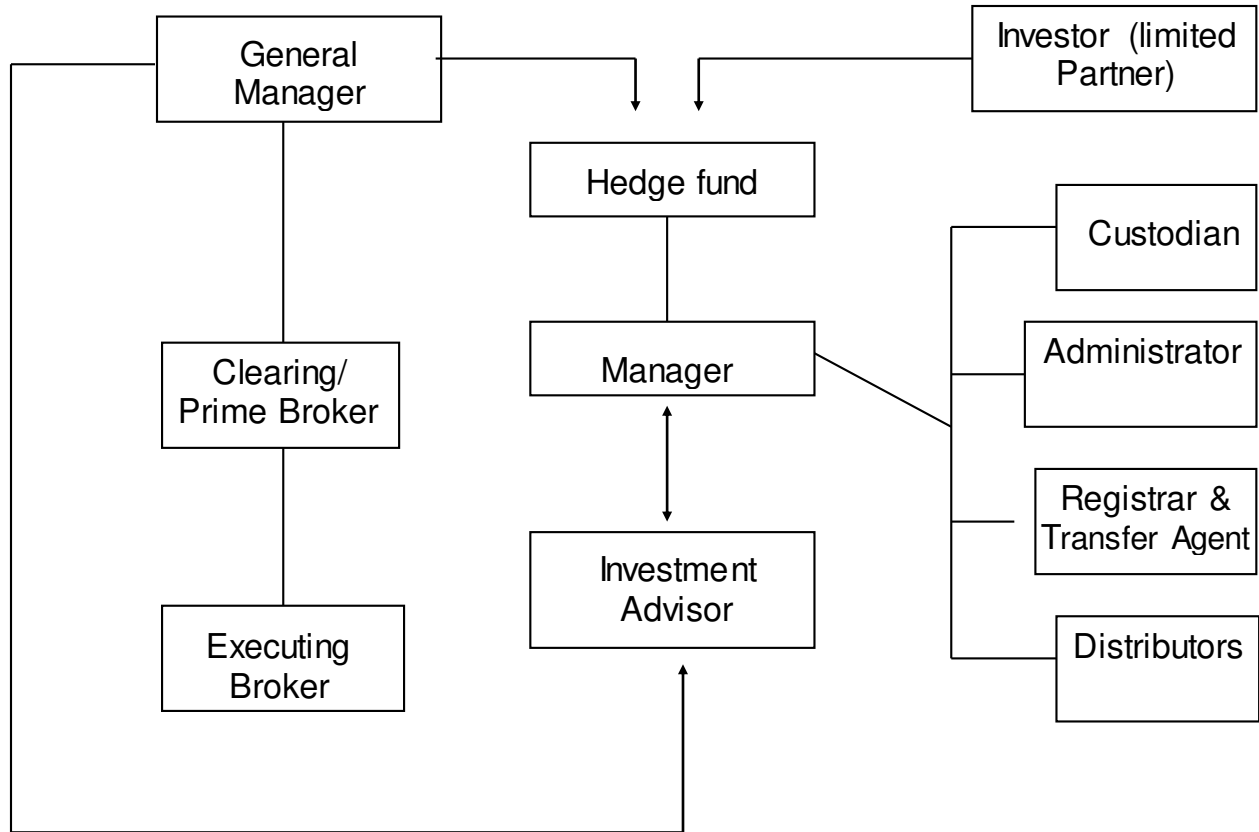 General
Manager
Investor (limited
Partner)
Hedge fund
Custodian
Manager
Administrator
Clearing/
Prime Broker
Registrar &
Transfer Agent
Investment
Advisor
Executing
Broker
Distributors